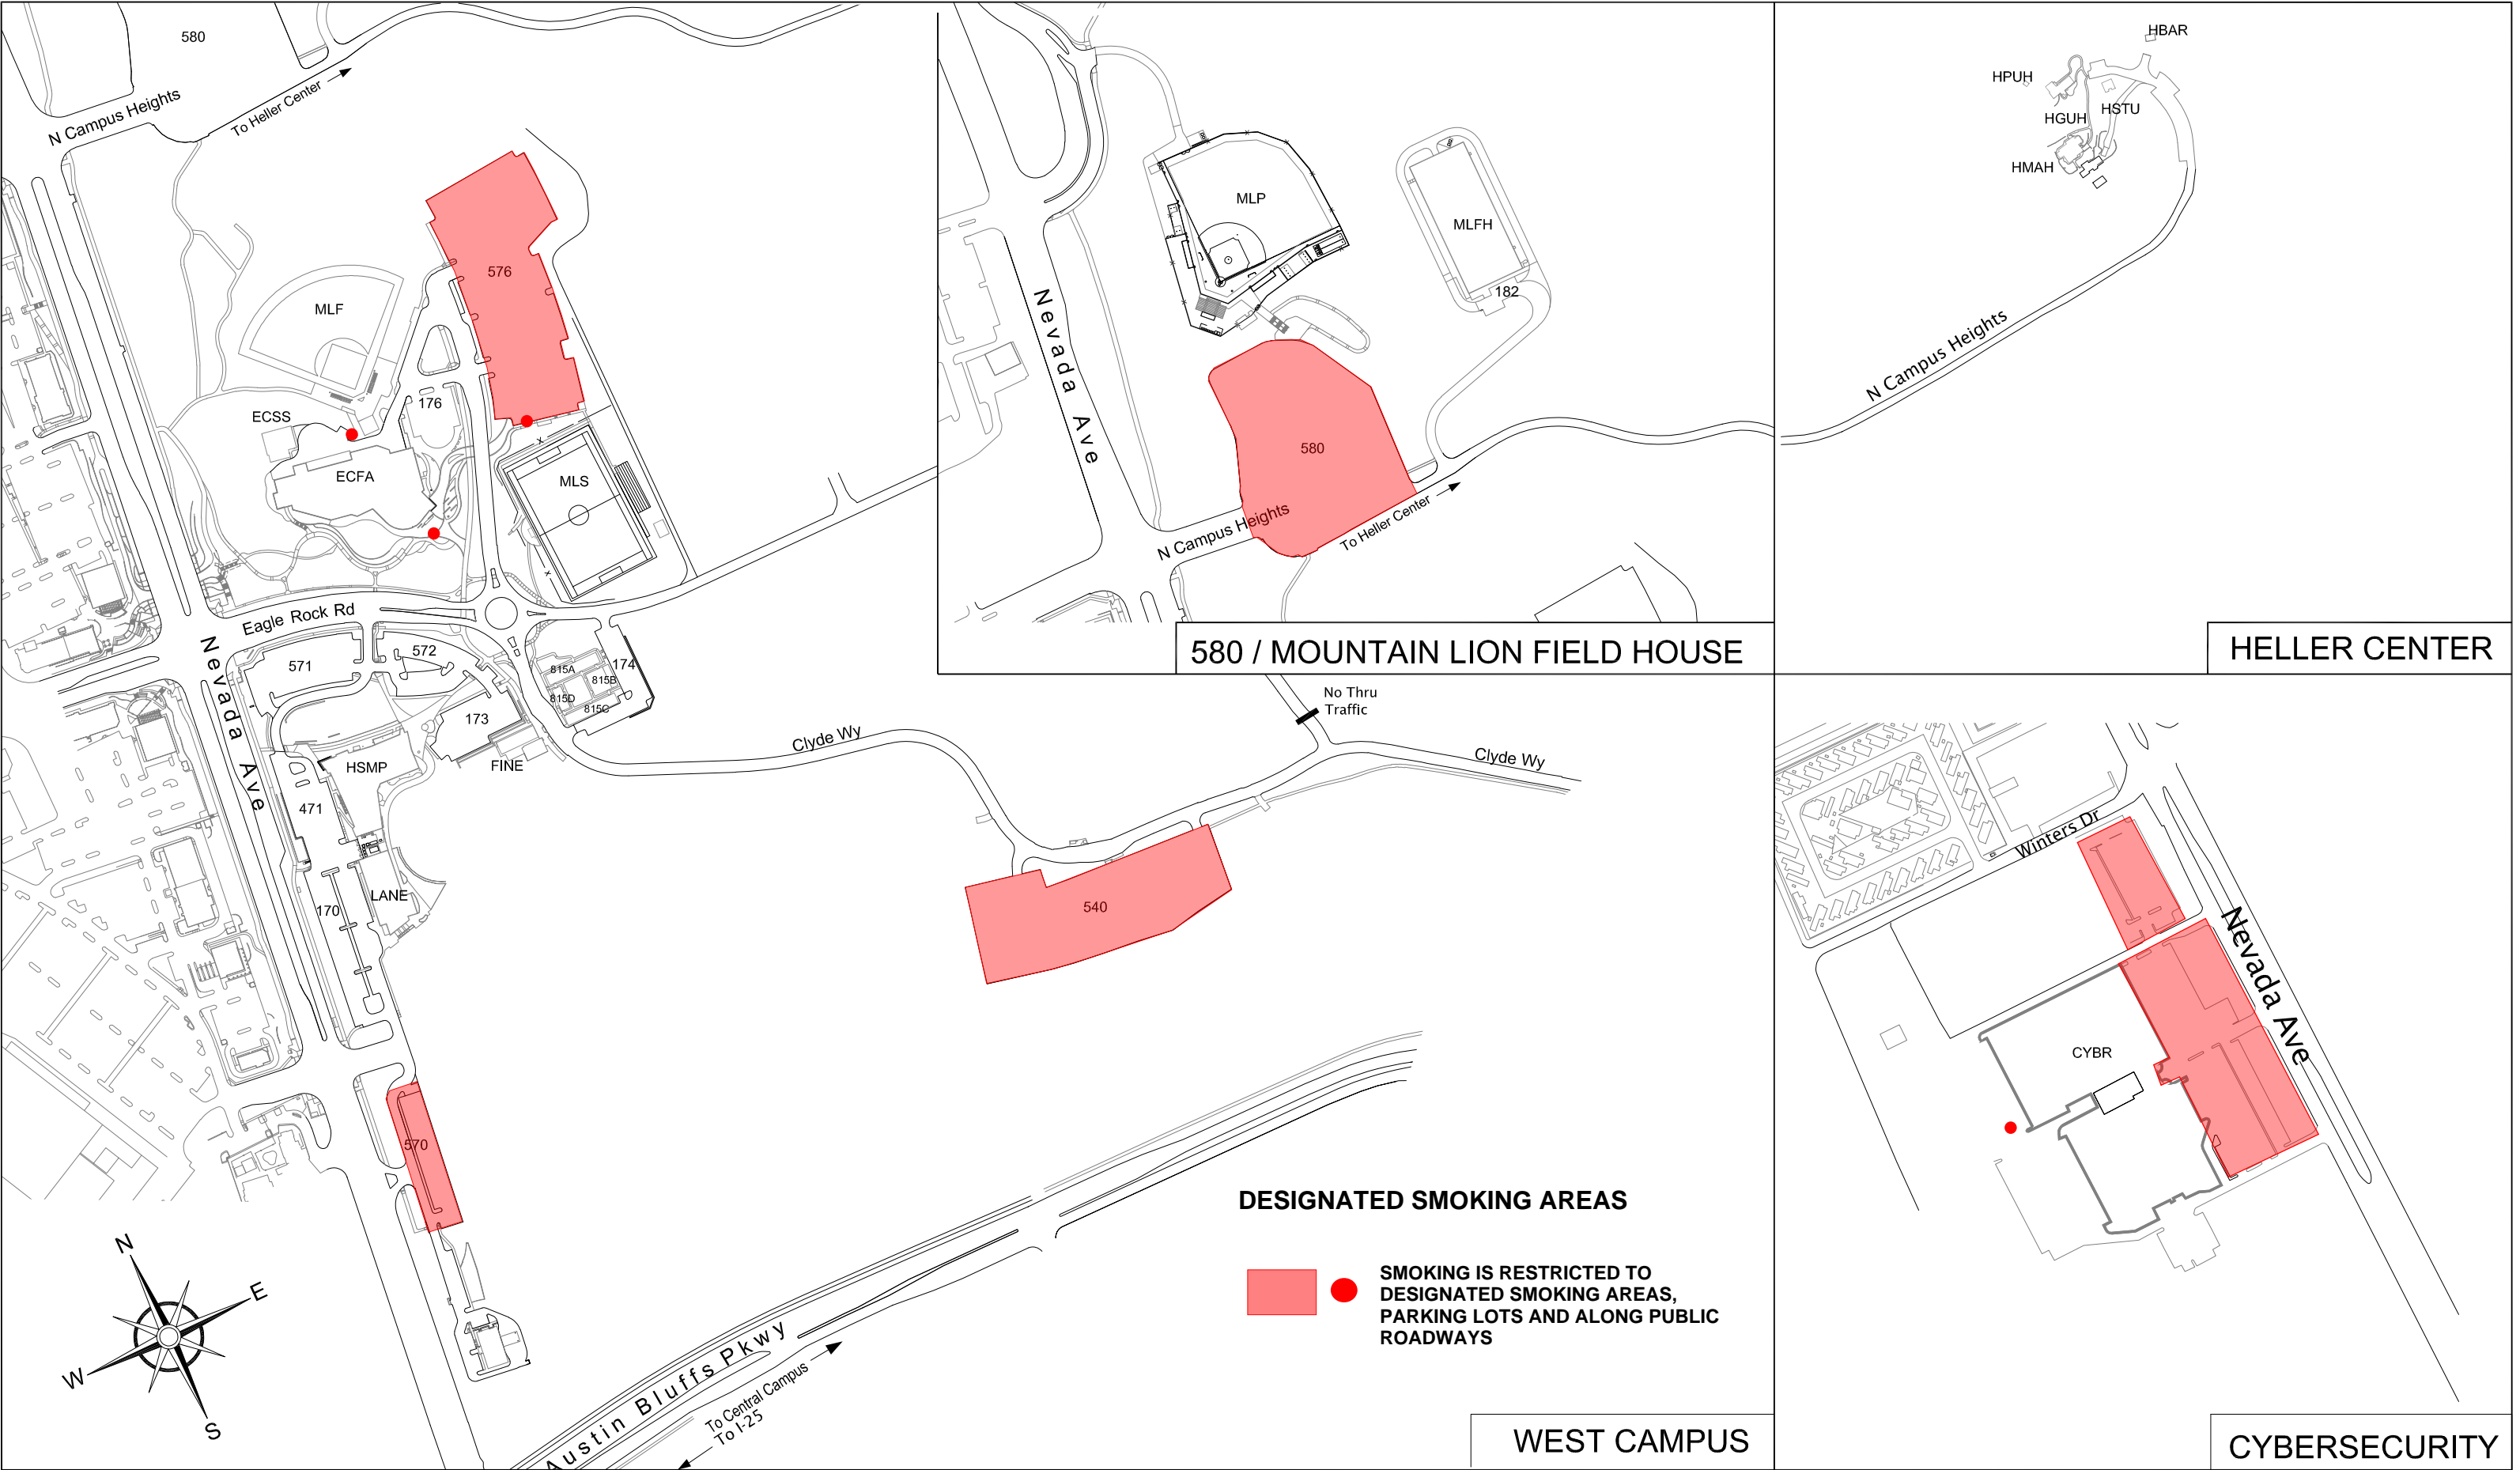 580
N Campus Heights
To Heller Center
576
MLF
176
ECSS
ECFA
MLS
Eagle Rock Rd
Nevada Ave
571
572
815A
815B
815D
815C
174
173
FINE
HSMP
471
LANE
170
Clyde Wy
No Thru
Traffic
Clyde Wy
540
570
N
E
W
S
Austin Bluffs Pkwy
To Central Campus
To I-25
DESIGNATED SMOKING AREAS
SMOKING IS RESTRICTED TO
DESIGNATED SMOKING AREAS,
PARKING LOTS AND ALONG PUBLIC
ROADWAYS
WEST CAMPUS
MLP
MLFH
182
Nevada Ave
580
N Campus Heights
To Heller Center
580 / MOUNTAIN LION FIELD HOUSE
HBAR
HPUH
HSTU
HGUH
HMAH
N Campus Heights
HELLER CENTER
Winters Dr
Nevada Ave
CYBR
CYBERSECURITY